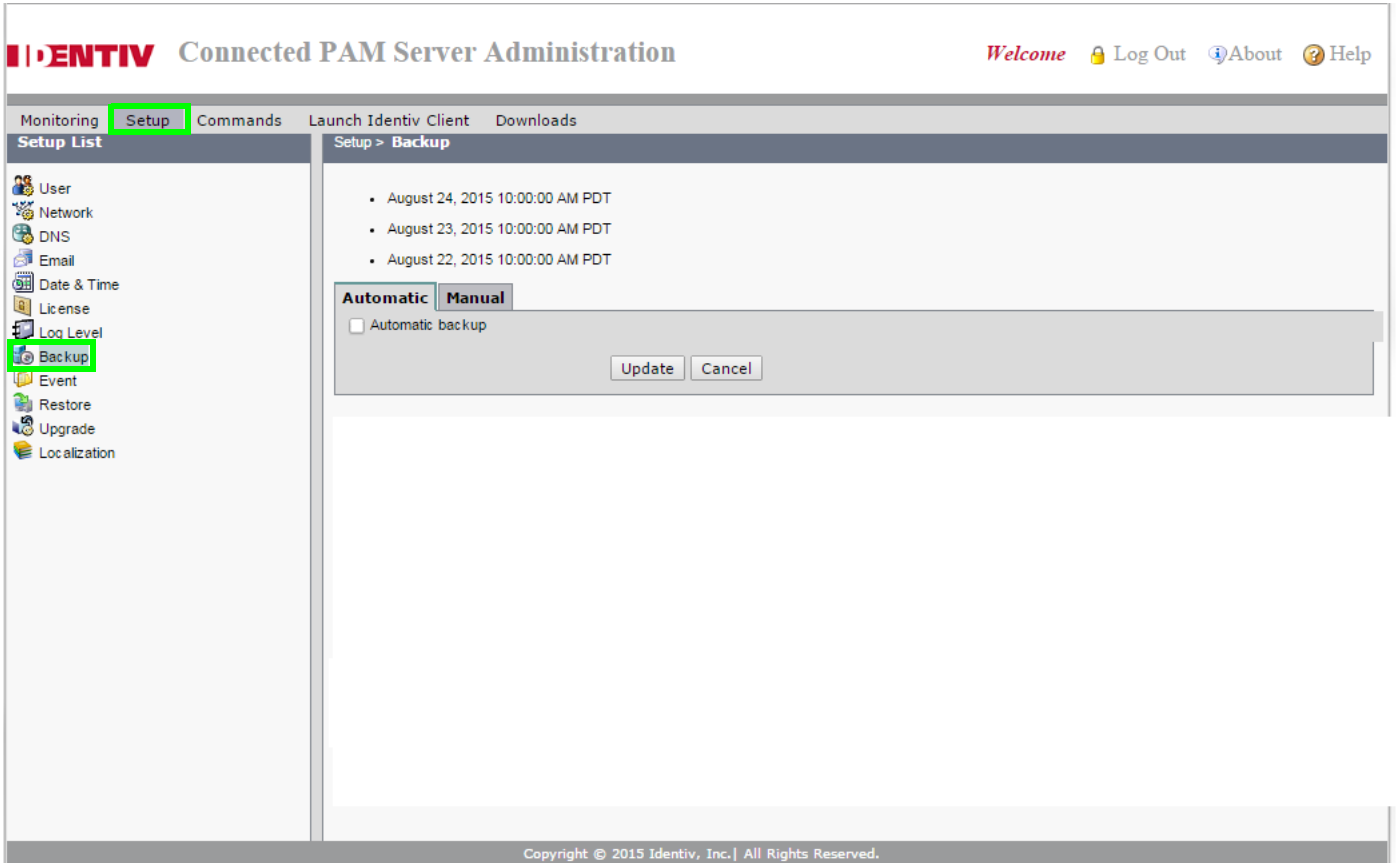 IDENTIV Connected PAM Server Administration Welcome Log Out About Help
Monitoring Setup Commands Launch Identiv Client Downloads
Setup List
Setup > Backup
User
Network
DNS
Email
Date & Time
License
Log Level
Backup
Event
Restore
Upgrade
Localization
• August 24, 2015 10:00:00 AM PDT
• August 23, 2015 10:00:00 AM PDT
• August 22, 2015 10:00:00 AM PDT
Automatic Manual
Automatic backup
Update Cancel
Copyright © 2015 Identiv, Inc.| All Rights Reserved.